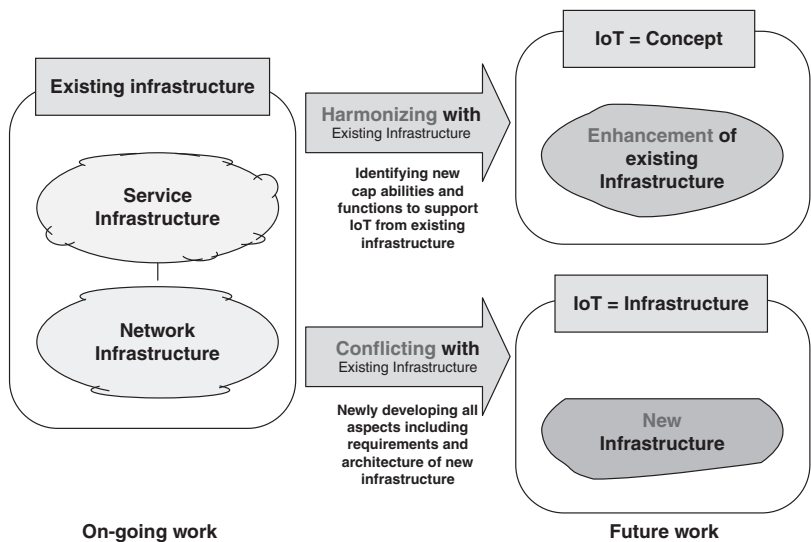 Existing infrastructure
Service
Infrastructure
Network
Infrastructure
On-going work
Harmonizing with
Existing Infrastructure
Identifying new
cap abilities and
functions to support
IoT from existing
infrastructure
Conflicting with
Existing Infrastructure
Newly developing all
aspects including
requirements and
architecture of new
infrastructure
IoT = Concept
Enhancement of
existing
Infrastructure
IoT = Infrastructure
New
Infrastructure
Future work